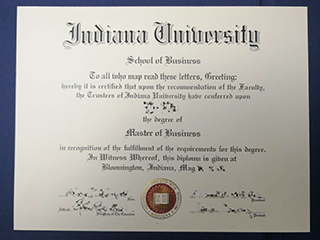 Indiana University
School of Business
To all who may read these letters, Greeting:
hereby it is certified that upon the recommendation of the Faculty,
the Trustees of Indiana University have conferred upon
the degree of
Master of Business
in recognition of the fulfillment of the requirements for this degree.
In Witness Whereof, this diploma is given at
Bloomington, Indiana, May